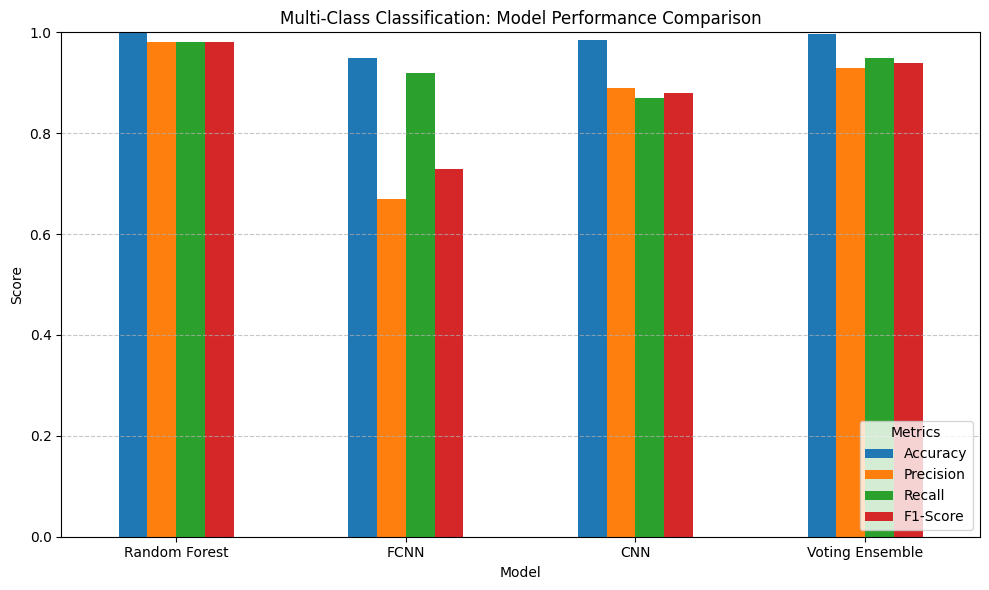 Multi-Class Classification: Model Performance Comparison
1.0
0.8
0.6
0.4
0.2
0.0
Score
Random Forest
FCNN
CNN
Voting Ensemble
Model
Metrics
Accuracy
Precision
Recall
F1-Score